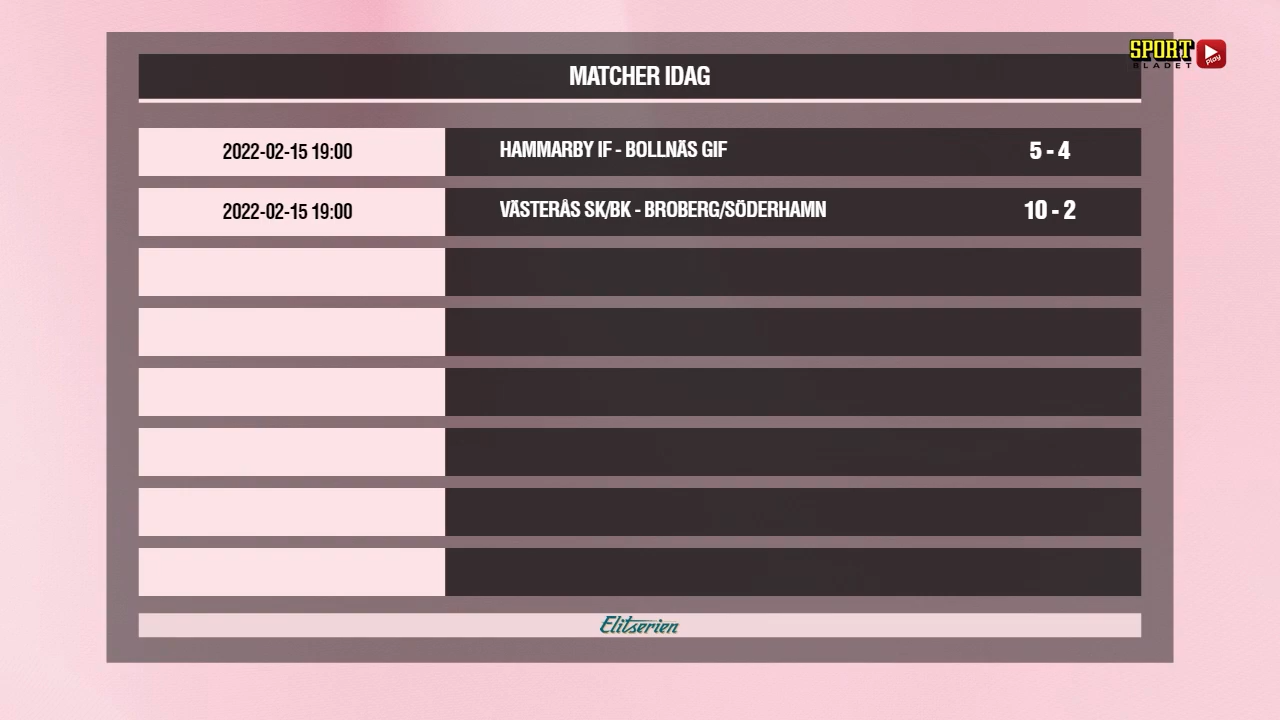 SPORT
BLADET
Play
MATCHER IDAG
2022-02-15 19:00 HAMMARBY IF - BOLLNÄS GIF 5 - 4
2022-02-15 19:00 VÄSTERÅS SK/BK - BROBERG/SÖDERHAMN 10 - 2
Elitserien